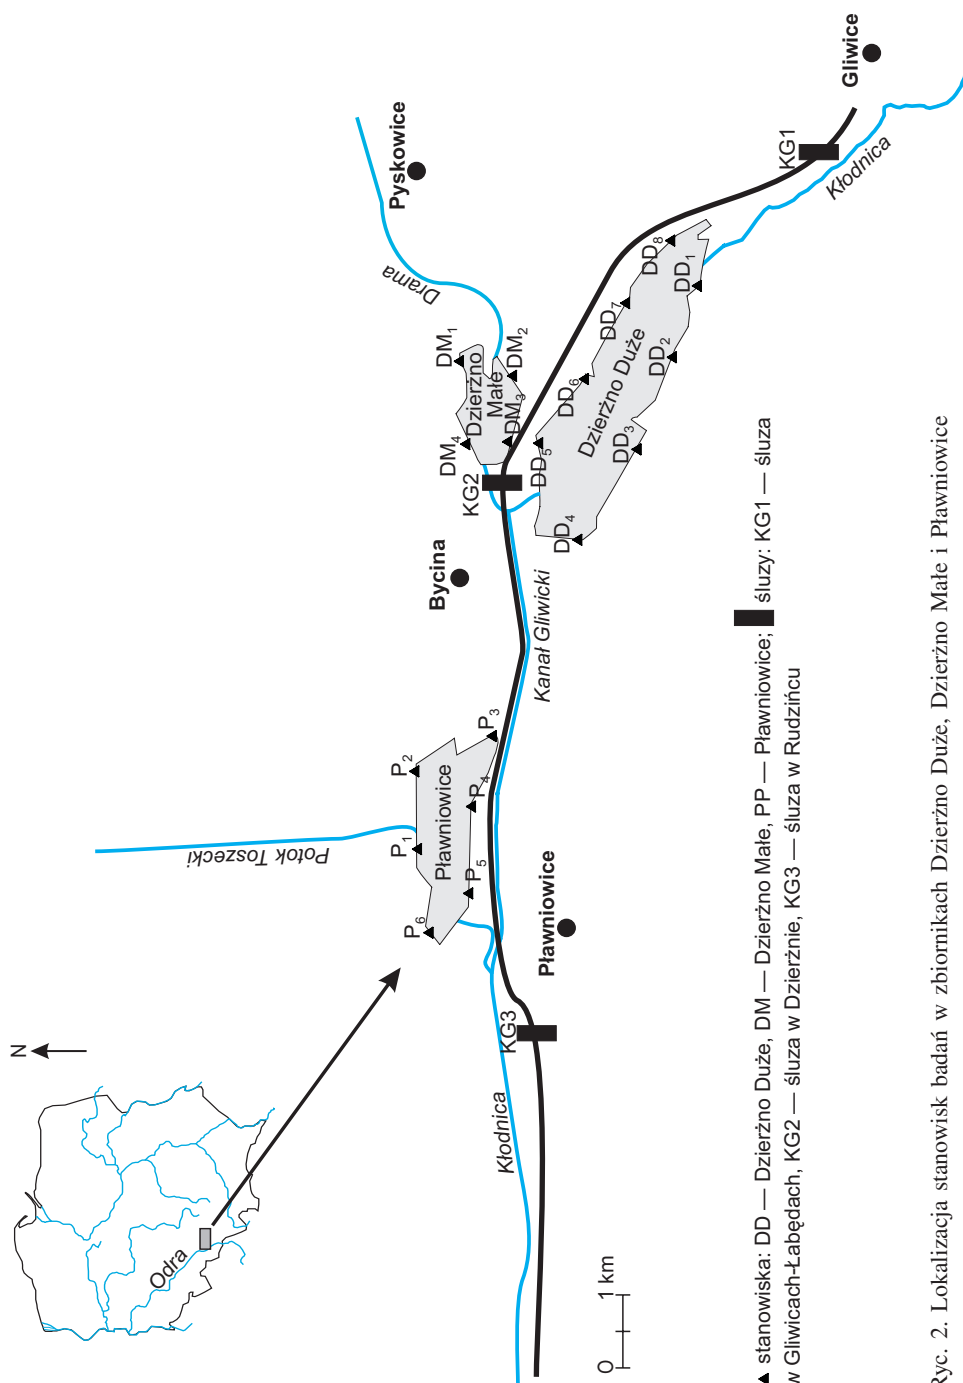 N
Odra
Potok Toszecki
P₁
P₂
P₃
P₄
P₅
P₆
Pławniowice
Pławniowice
KG3
Kłodnica
Bycina
Kanał Gliwicki
KG2
Drama
Pyskowice
DM₁
DM₂
DM₃
DM₄
Dzierżno
Małe
DD₁
DD₂
DD₃
DD₄
DD₅
DD₆
DD₇
DD₈
Dzierżno Duże
KG1
Gliwice
Kłodnica
0 1 km
stanowiska: DD — Dzierżno Duże, DM — Dzierżno Małe, PP — Pławniowice; śluzy: KG1 — śluza
w Gliwicach-Łabędach, KG2 — śluza w Dzierżnie, KG3 — śluza w Rudzińcu
Ryc. 2. Lokalizacja stanowisk badań w zbiornikach Dzierżno Duże, Dzierżno Małe i Pławniowice